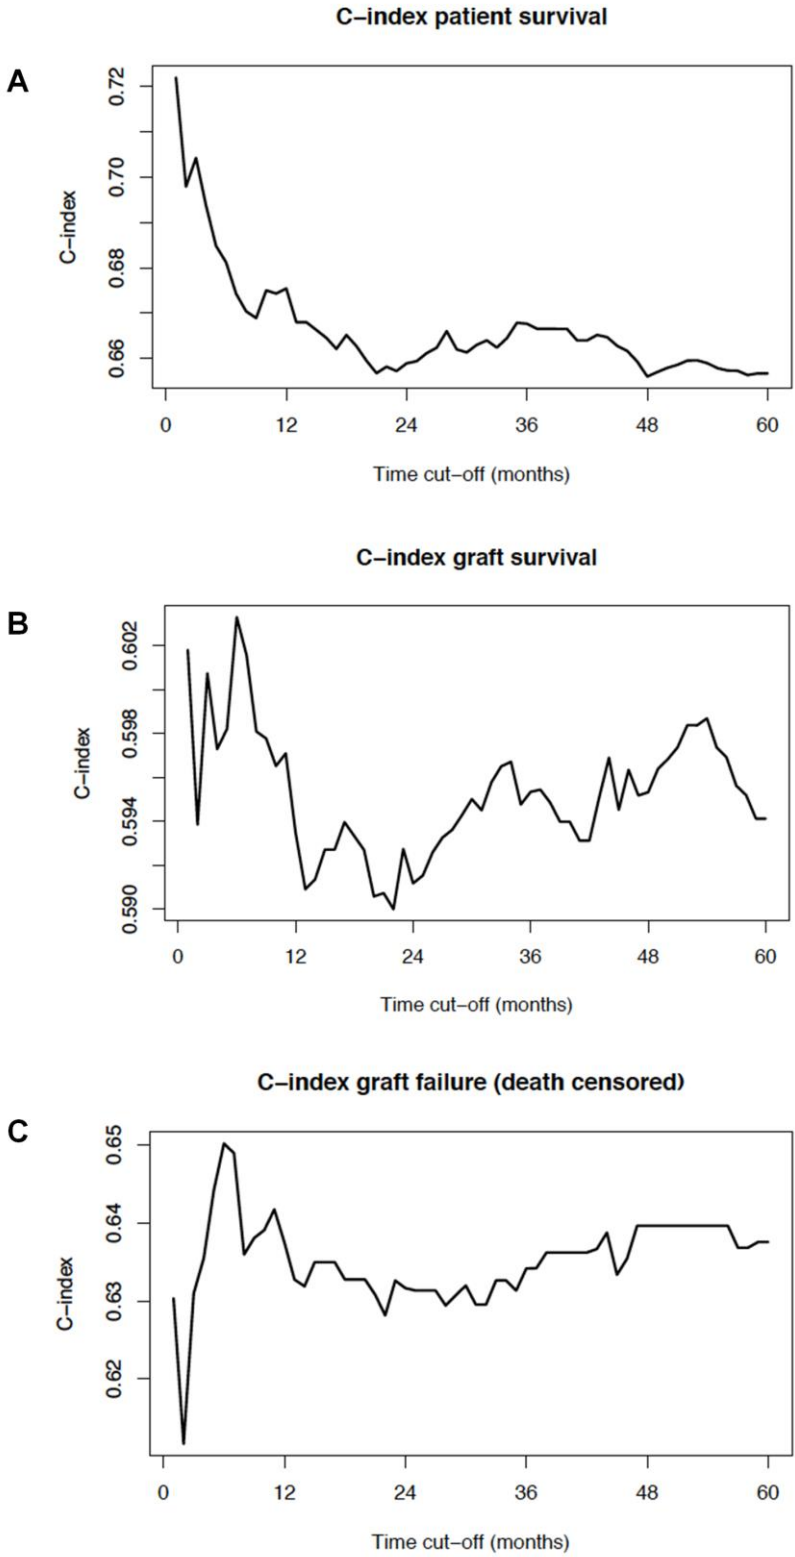 C−index patient survival
A
0.72
0.70
0.68
0.66
C−index
0 12 24 36 48 60
Time cut−off (months)
C−index graft survival
B
0.602
0.598
0.594
0.590
C−index
0 12 24 36 48 60
Time cut−off (months)
C−index graft failure (death censored)
C
0.65
0.64
0.63
0.62
C−index
0 12 24 36 48 60
Time cut−off (months)